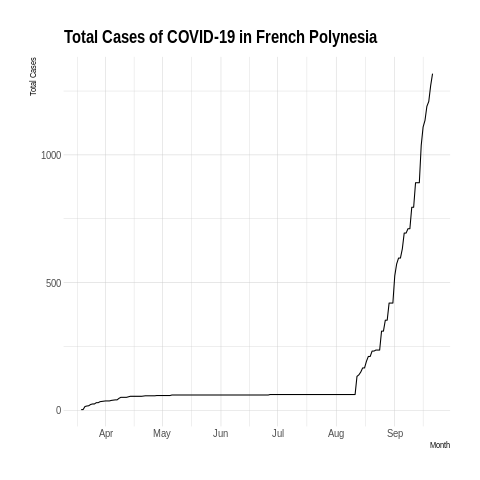 Total Cases of COVID-19 in French Polynesia
Total Cases
1000
500
0
Apr May Jun Jul Aug Sep
Month